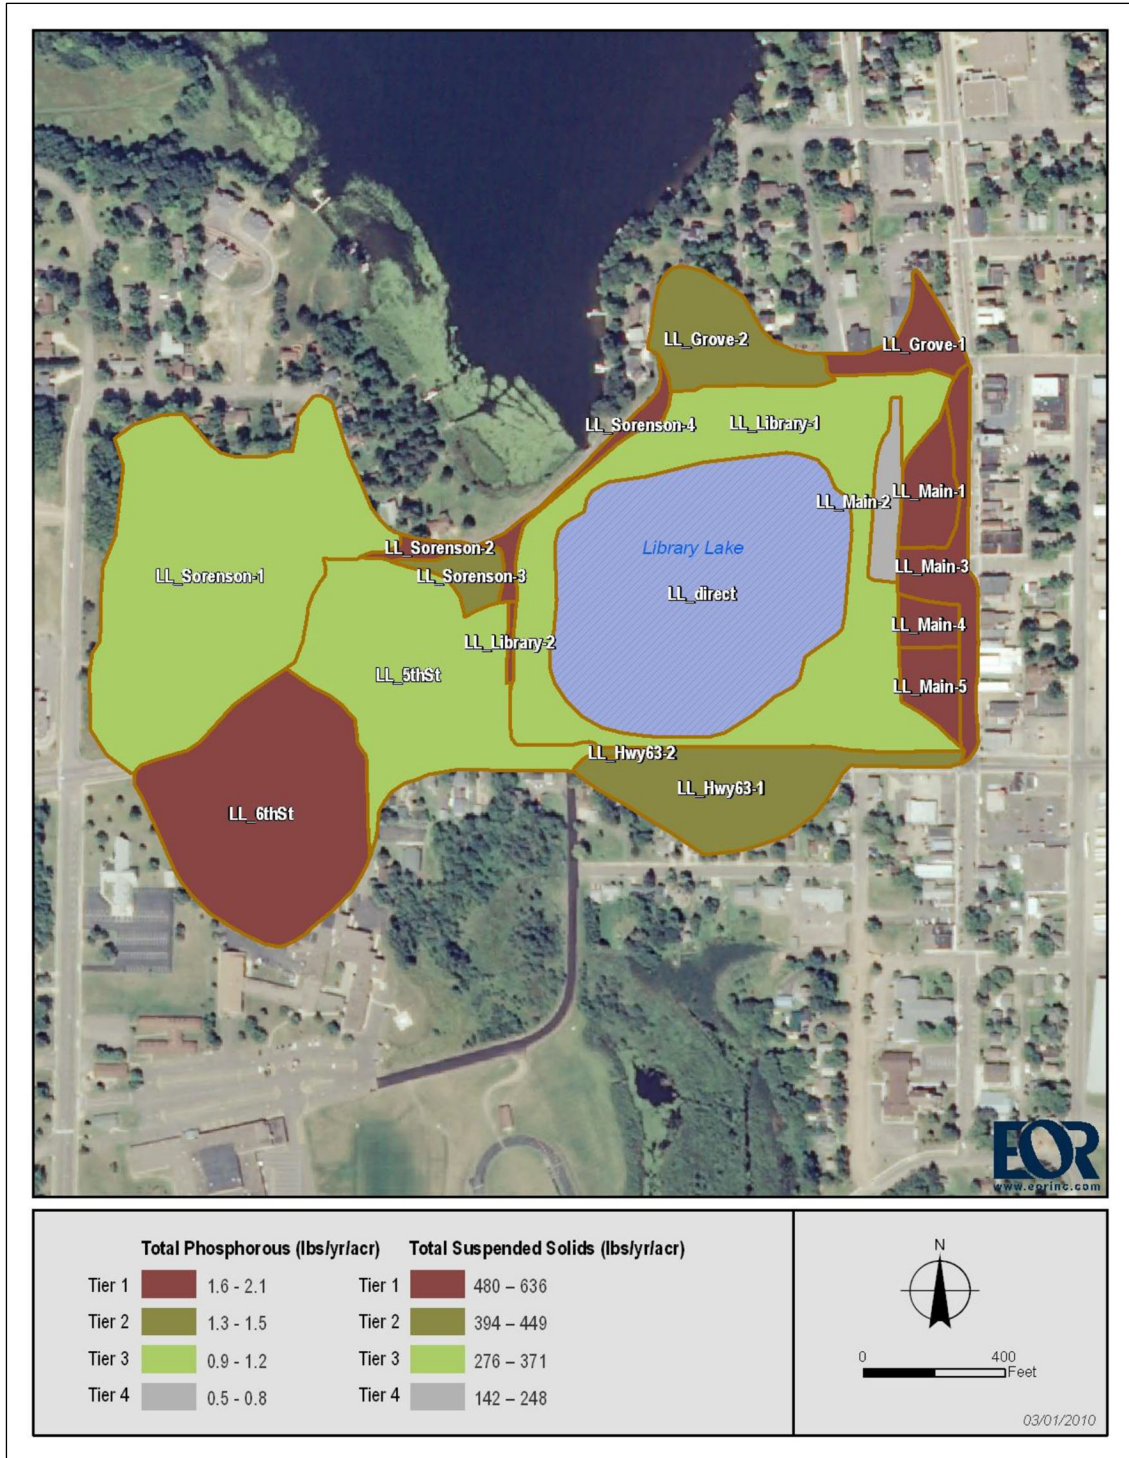 LL_Grove-2
LL_Grove-1
LL_Sorenson-4
LL_Library-1
LL_Main-2
LL_Main-1
LL_Sorenson-2
Library Lake
LL_Sorenson-1
LL_Sorenson-3
LL_Main-3
LL_direct
LL_Main-4
LL_Library-2
LL_5thSt
LL_Main-5
LL_Hwy63-2
LL_Hwy63-1
LL_6thSt
EOR
www.eorinc.com
Total Phosphorous (lbs/yr/acr) Total Suspended Solids (lbs/yr/acr)
Tier 1 1.6 - 2.1 Tier 1 480 – 636
Tier 2 1.3 - 1.5 Tier 2 394 – 449
Tier 3 0.9 - 1.2 Tier 3 276 – 371
Tier 4 0.5 - 0.8 Tier 4 142 – 248
N
0 400
Feet
03/01/2010